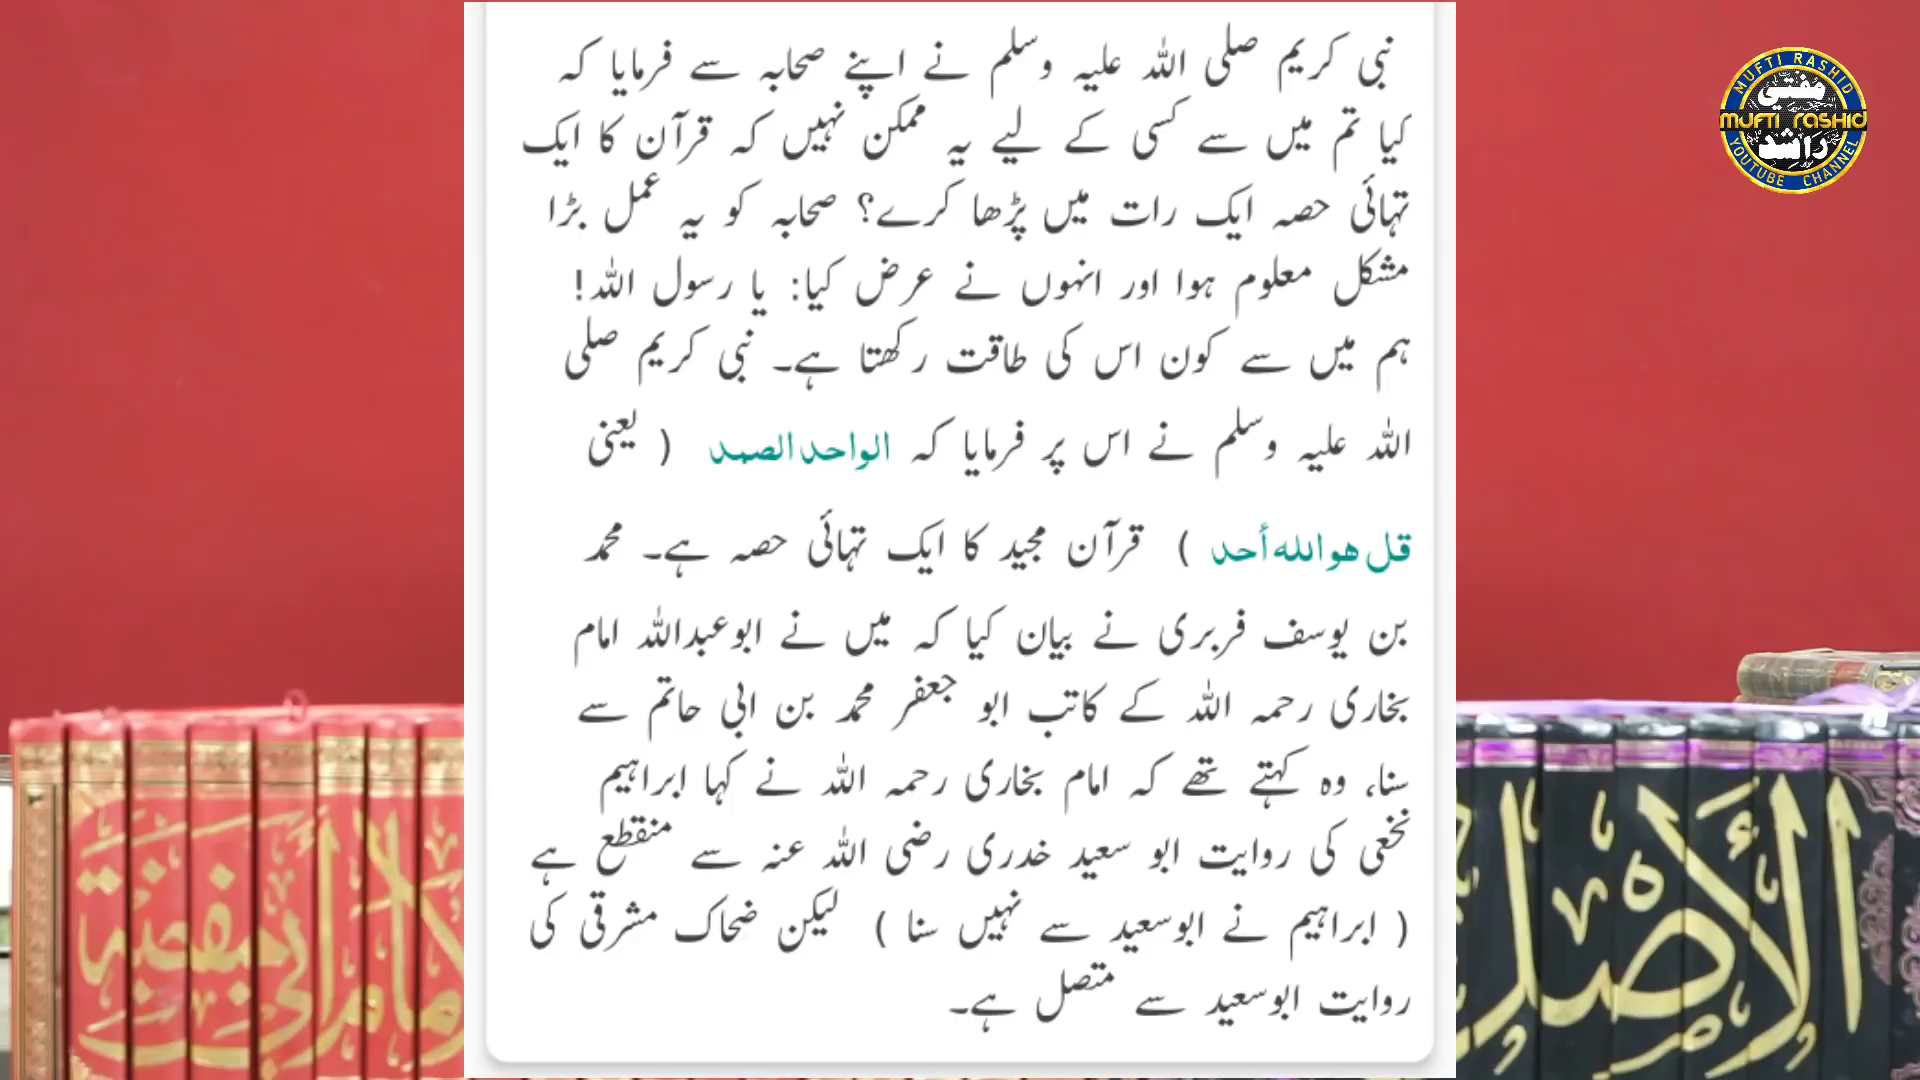 نبی کریم صلی اللہ علیہ وسلم نے اپنے صحابہ سے فرمایا کہ
کیا تم میں سے کسی کے لیے یہ ممکن نہیں کہ قرآن کا ایک
تہائی حصہ ایک رات میں پڑھا کرے؟ صحابہ کو یہ عمل بڑا
مشکل معلوم ہوا اور انہوں نے عرض کیا: یا رسول اللہ!
ہم میں سے کون اس کی طاقت رکھتا ہے۔ نبی کریم صلی
اللہ علیہ وسلم نے اس پر فرمایا کہ الواحد الصمد ( یعنی
قل هو الله أحد ) قرآن مجید کا ایک تہائی حصہ ہے۔ محمد
بن یوسف فربری نے بیان کیا کہ میں نے ابوعبداللہ امام
بخاری رحمہ اللہ کے کاتب ابو جعفر محمد بن ابی حاتم سے
سنا، وہ کہتے تھے کہ امام بخاری رحمہ اللہ نے کہا ابراہیم
نخعی کی روایت ابو سعید خدری رضی اللہ عنہ سے منقطع ہے
( ابراہیم نے ابوسعید سے نہیں سنا ) لیکن ضحاک مشرقی کی
روایت ابوسعید سے متصل ہے۔
MUFTI RASHID
مفتی
MUFTI RASHID
راشد
YOUTUBE CHANNEL
الأصل